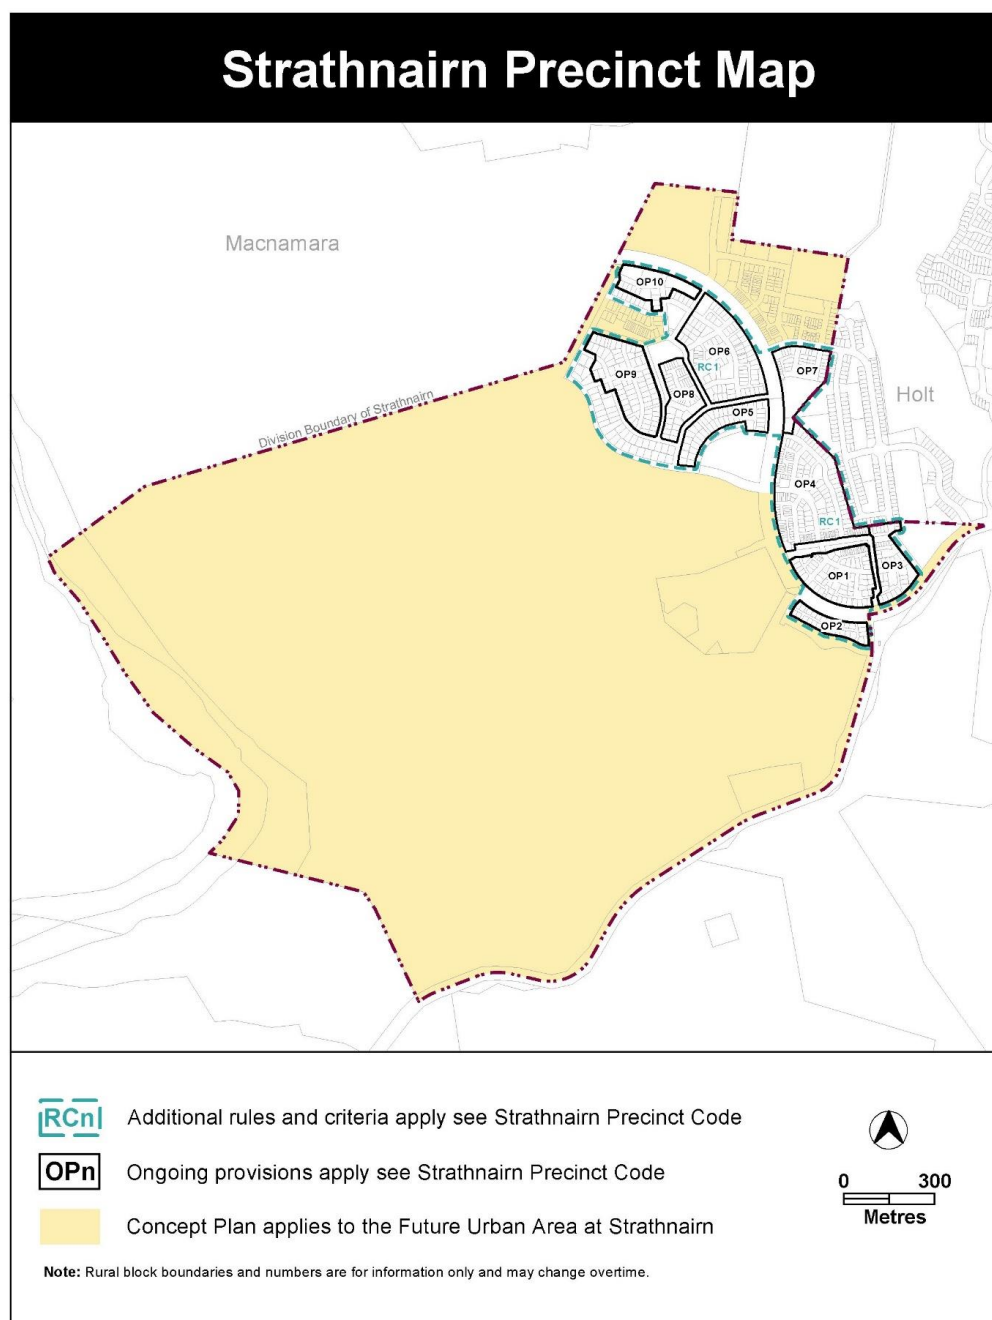 Strathnairn Precinct Map
Macnamara
OP10
OP6
RC1
OP7
OP9
OP8
OP5
Holt
Division Boundary of Strathnairn
OP4
RC1
OP3
OP1
OP2
RCn
Additional rules and criteria apply see Strathnairn Precinct Code
OPn
Ongoing provisions apply see Strathnairn Precinct Code
0 300
Metres
Concept Plan applies to the Future Urban Area at Strathnairn
Note: Rural block boundaries and numbers are for information only and may change overtime.